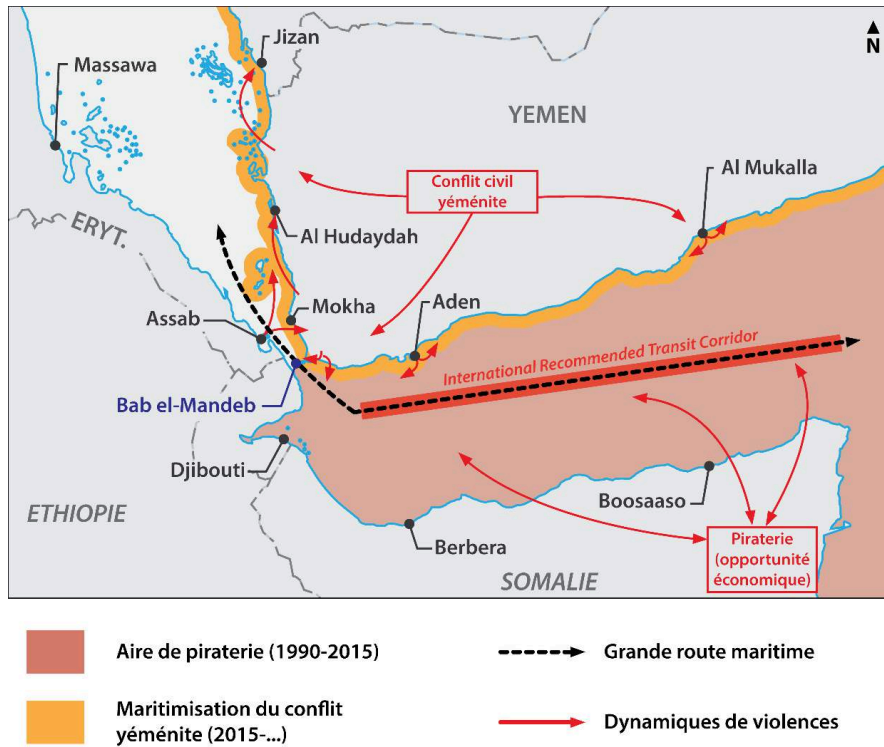 Jizan
Massawa
N
YEMEN
Al Mukalla
Conflit civil
yéménite
ERYT.
Al Hudaydah
Mokha
Aden
Assab
International Recommended Transit Corridor
Bab el-Mandeb
Djibouti
Boosaaso
ETHIOPIE
Berbera
Piraterie
(opportunité
économique)
SOMALIE
Aire de piraterie (1990-2015)
Grande route maritime
Maritimisation du conflit
yéménite (2015-...)
Dynamiques de violences